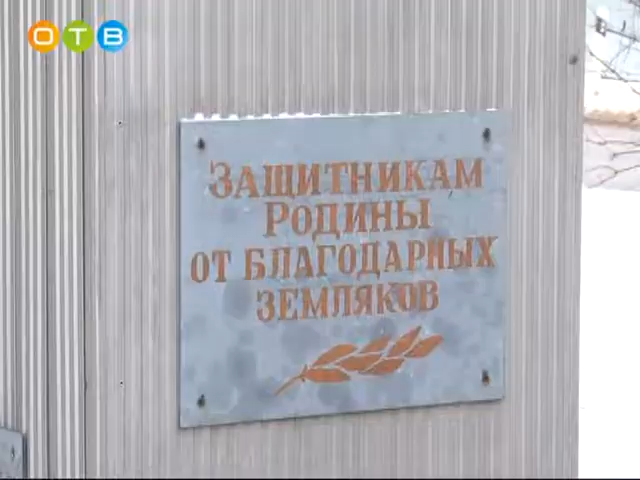 ОТВ
ЗАЩИТНИКАМ
РОДИНЫ
ОТ БЛАГОДАРНЫХ
ЗЕМЛЯКОВ